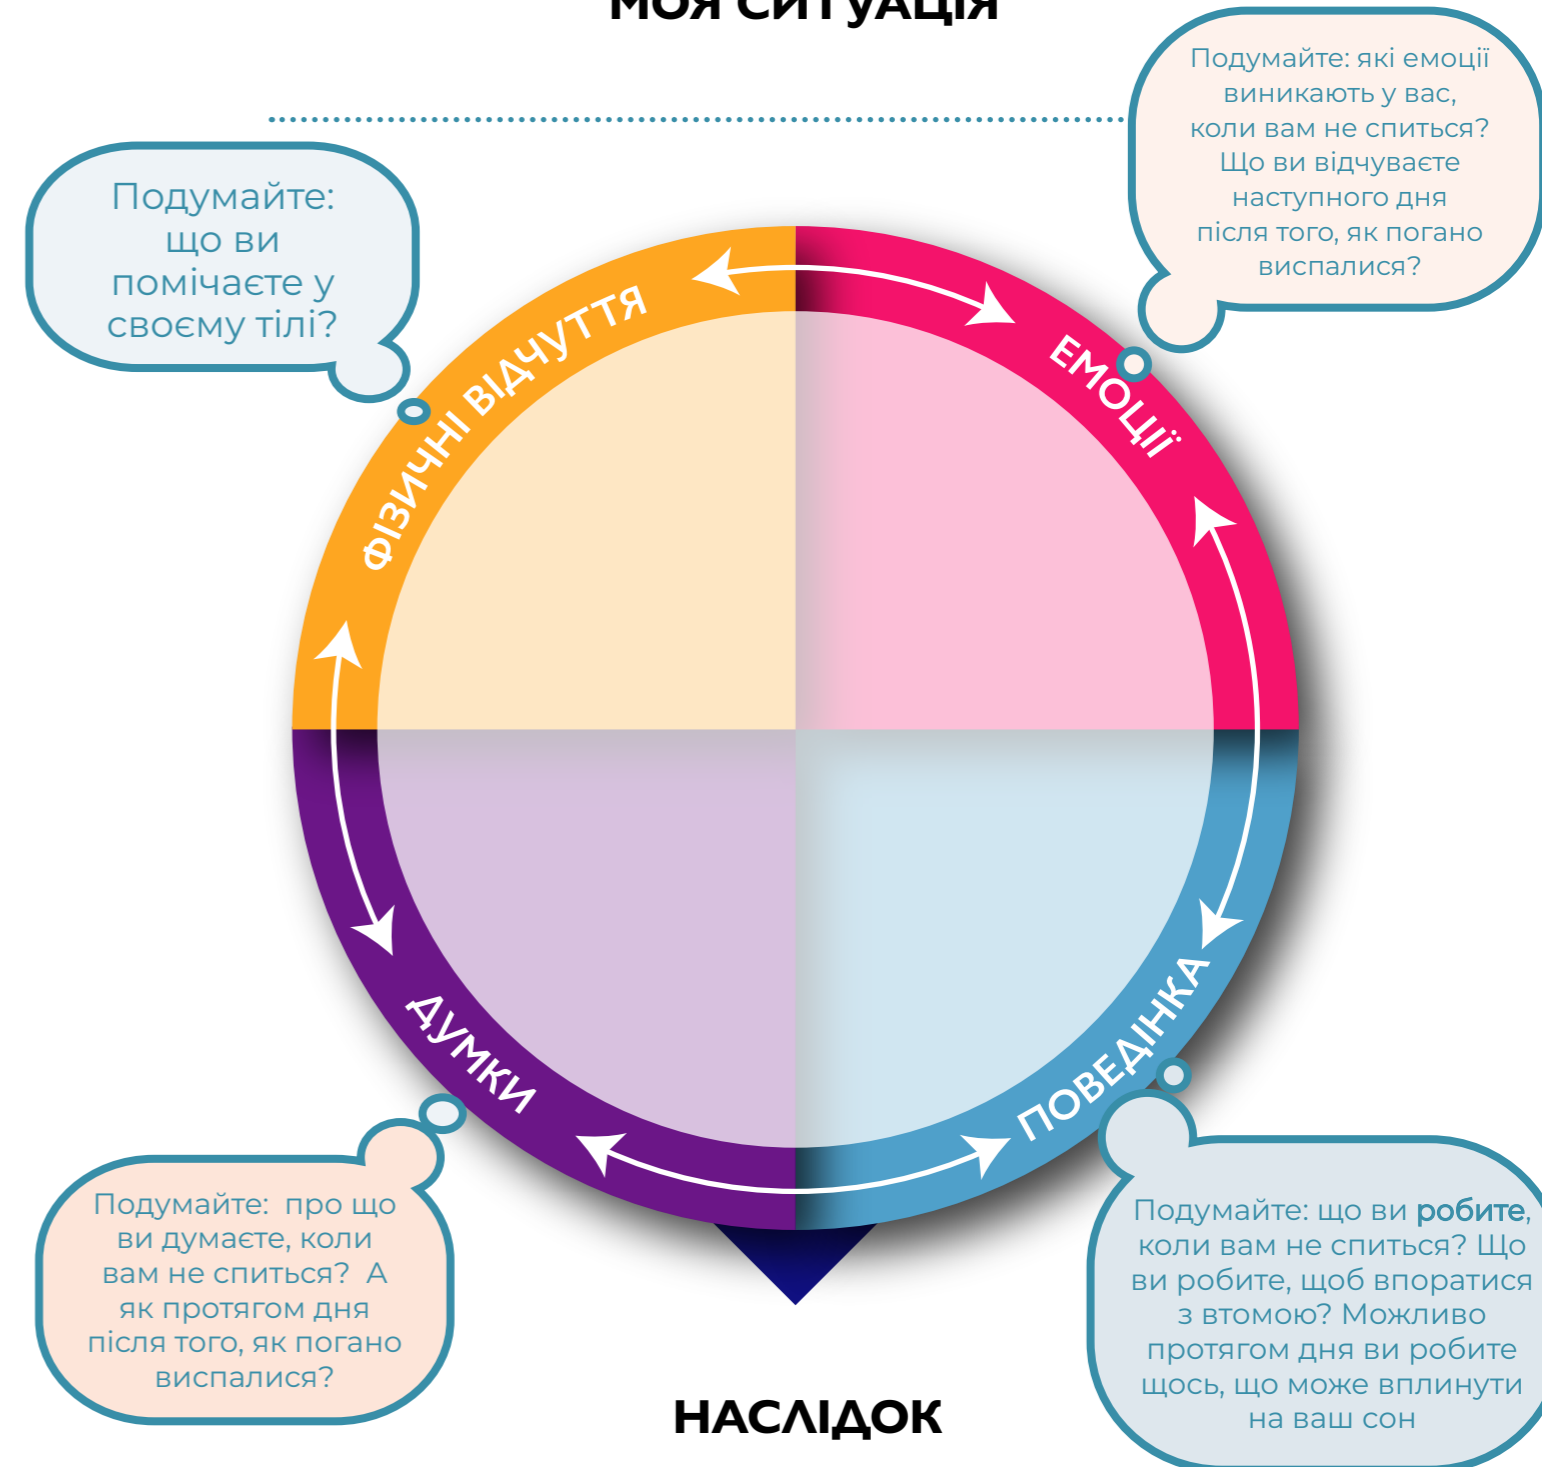 МОЯ СИТУАЦІЯ
Подумайте: які емоції
виникають у вас,
коли вам не спиться?
Що ви відчуваєте
наступного дня
після того, як погано
виспалися?
Подумайте:
що ви
помічаєте у
своєму тілі?
ФІЗИЧНІ ВІДЧУТТЯ
ЕМОЦІЇ
ДУМКИ
ПОВЕДІНКА
Подумайте:  про що
ви думаєте, коли
вам не спиться?  А
як протягом дня
після того, як погано
виспалися?
Подумайте: що ви робите,
коли вам не спиться? Що
ви робите, щоб впоратися
з втомою? Можливо
протягом дня ви робите
щось, що може вплинути
на ваш сон
НАСЛІДОК